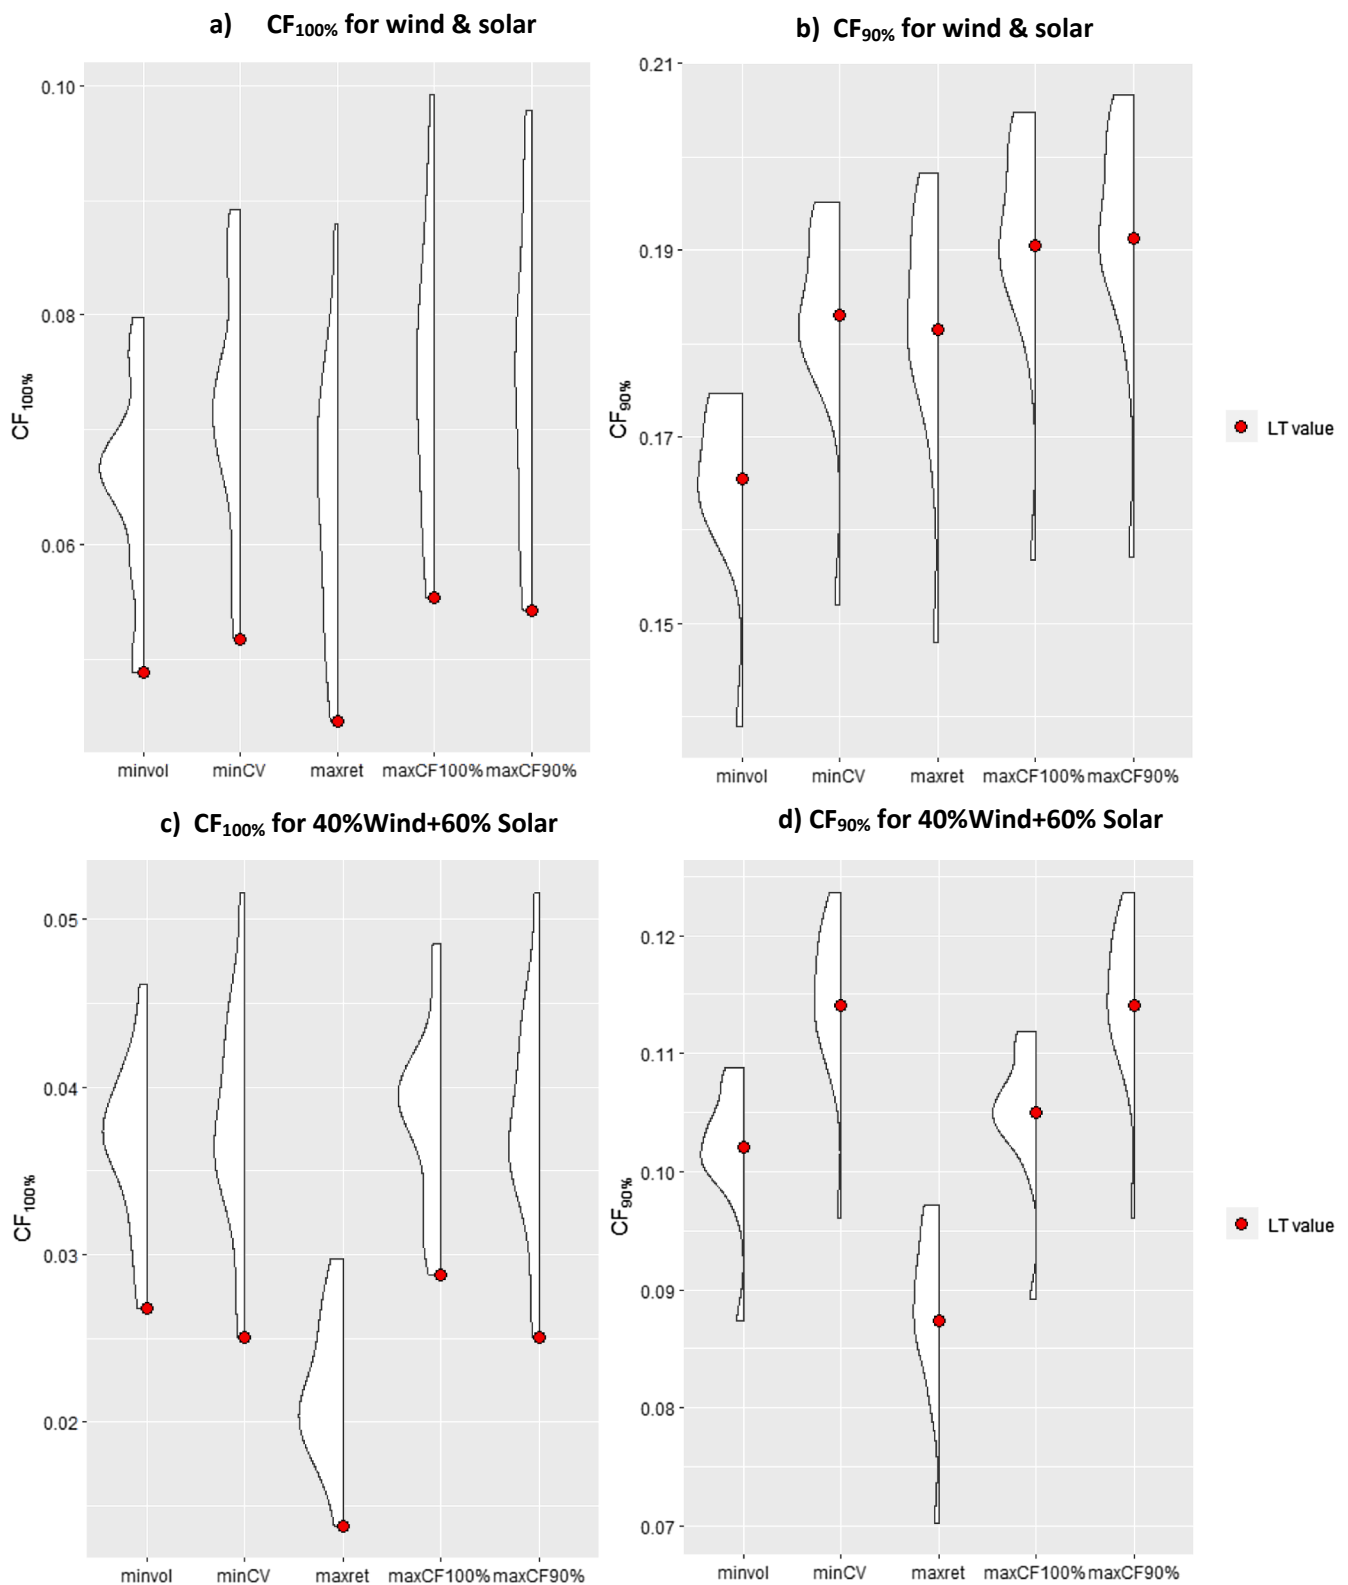 a) CF100% for wind & solar
b) CF90% for wind & solar
CF100%
0.10
0.08
0.06
minvol minCV maxret maxCF100% maxCF90%
CF90%
0.21
0.19
0.17
0.15
minvol minCV maxret maxCF100% maxCF90%
LT value
c) CF100% for 40%Wind+60% Solar
d) CF90% for 40%Wind+60% Solar
CF100%
0.05
0.04
0.03
0.02
minvol minCV maxret maxCF100% maxCF90%
CF90%
0.12
0.11
0.10
0.09
0.08
0.07
minvol minCV maxret maxCF100% maxCF90%
LT value